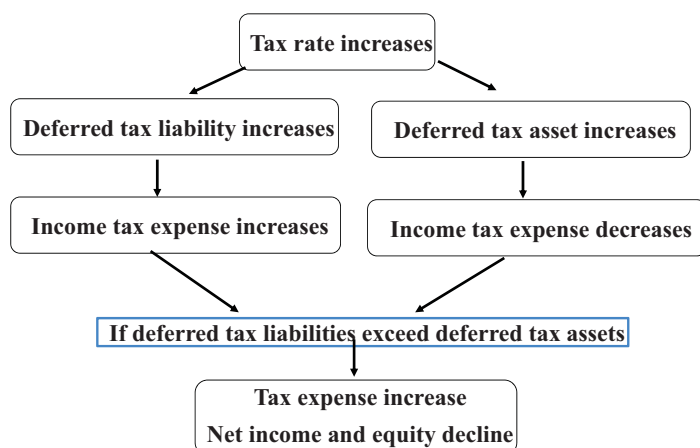 Tax rate increases
Deferred tax liability increases
Deferred tax asset increases
Income tax expense increases
Income tax expense decreases
If deferred tax liabilities exceed deferred tax assets
Tax expense increase
Net income and equity decline